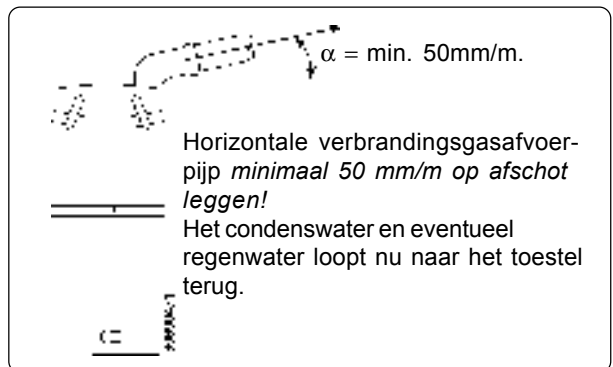 α = min. 50mm/m.
Horizontale verbrandingsgasafvoer-
pijp minimaal 50 mm/m op afschot
leggen!
Het condenswater en eventueel
regenwater loopt nu naar het toestel
terug.